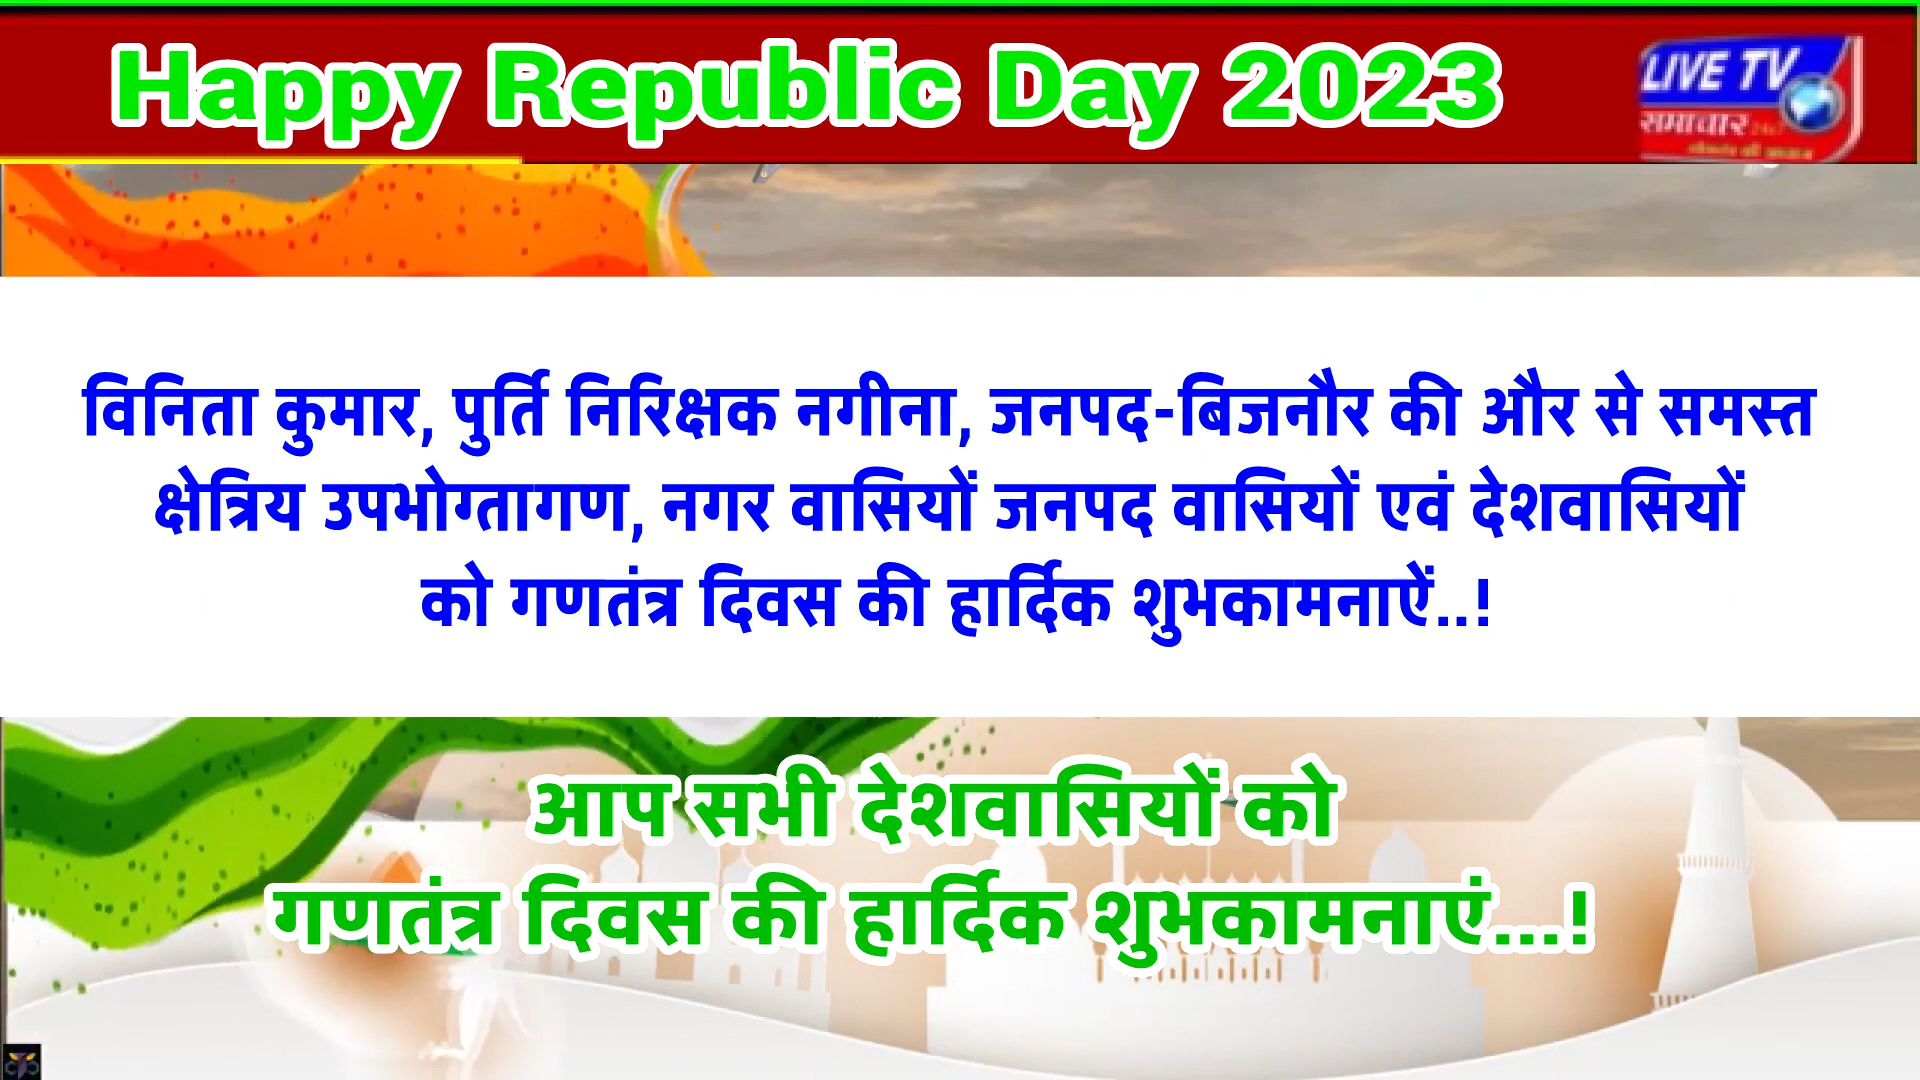 Happy Republic Day 2023
LIVE TV
समाचार
विनिता कुमार, पुर्ति निरिक्षक नगीना, जनपद-बिजनौर की और से समस्त
क्षेत्रिय उपभोग्तागण, नगर वासियों जनपद वासियों एवं देशवासियों
को गणतंत्र दिवस की हार्दिक शुभकामनाऐं..!
आप सभी देशवासियों को
गणतंत्र दिवस की हार्दिक शुभकामनाएं...!